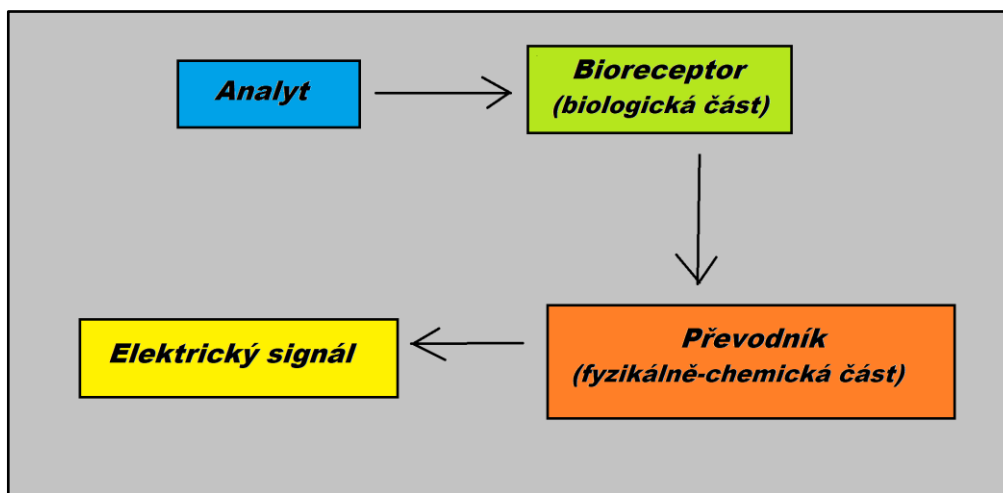 Analyt
Bioreceptor
(biologická část)
Převodník
(fyzikálně-chemická část)
Elektrický signál